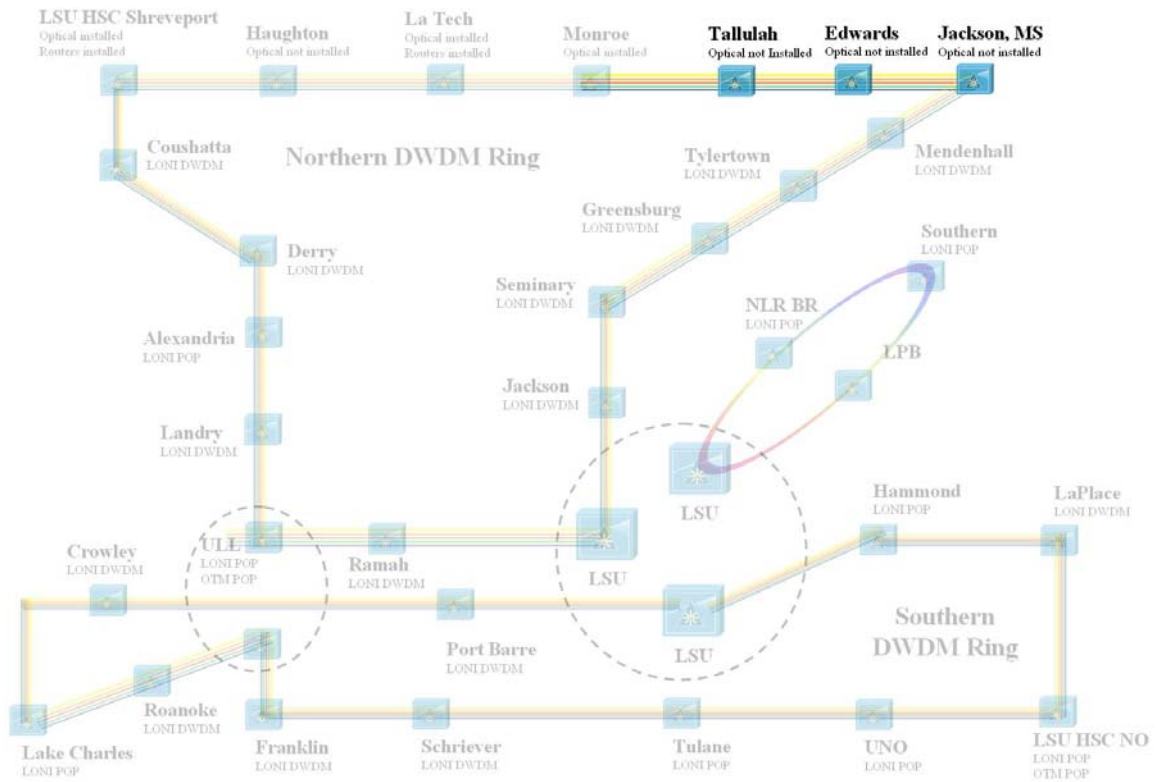 LSU HSC Shreveport
Optical installed
Routers installed
Haughton
Optical installed
La Tech
Optical installed
Routers installed
Monroe
Optical installed
Tallulah
Optical not Installed
Edwards
Optical not installed
Jackson, MS
Optical not installed
Coushatta
LONI DWDM
Northern DWDM Ring
Tylertown
LONI DWDM
Mendenhall
LONI DWDM
Greensburg
LONI DWDM
Southern
LONI POP
Derry
LONI DWDM
Seminary
LONI DWDM
NLR BR
LONI POP
Alexandria
LONI POP
LPB
Jackson
LONI DWDM
Landry
LONI DWDM
LSU
Hammond
LONI POP
LaPlace
LONI DWDM
Crowley
LONI DWDM
ULL
LONI POP
OTM POP
Ramah
LONI DWDM
LSU
Port Barre
LONI DWDM
LSU
Southern
DWDM Ring
Roanoke
LONI DWDM
Lake Charles
LONI POP
Franklin
LONI DWDM
Schriever
LONI DWDM
Tulane
LONI POP
UNO
LONI POP
LSU HSC NO
LONI POP
OTM POP